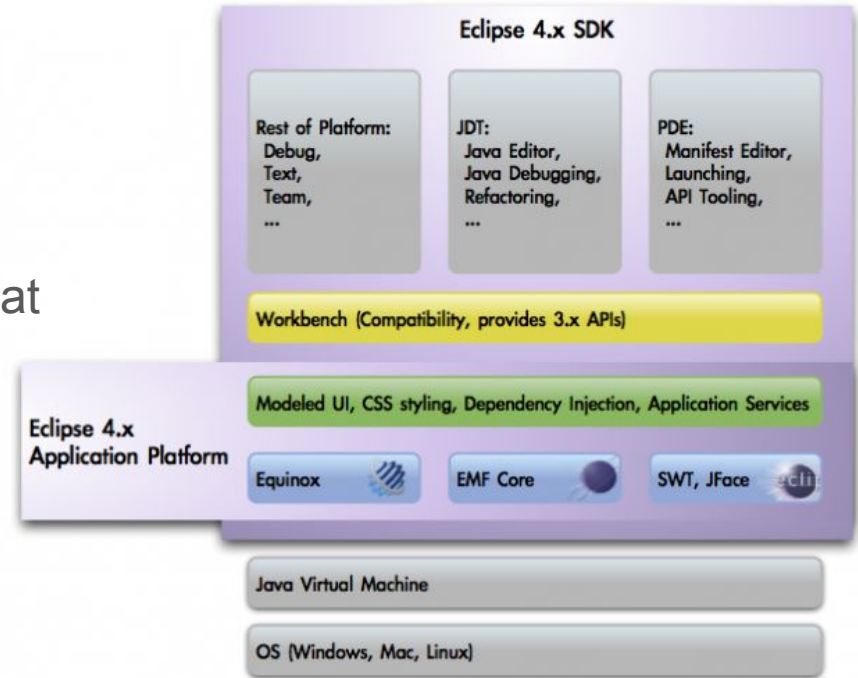 Eclipse 4.x SDK
Rest of Platform:
Debug,
Text,
Team,
...
JDT:
Java Editor,
Java Debugging,
Refactoring,
...
PDE:
Manifest Editor,
Launching,
API Tooling,
...
at
Workbench (Compatibility, provides 3.x APIs)
Eclipse 4.x
Application Platform
Modeled UI, CSS styling, Dependency Injection, Application Services
Equinox
EMF Core
SWT, JFace
ecli
Java Virtual Machine
OS (Windows, Mac, Linux)